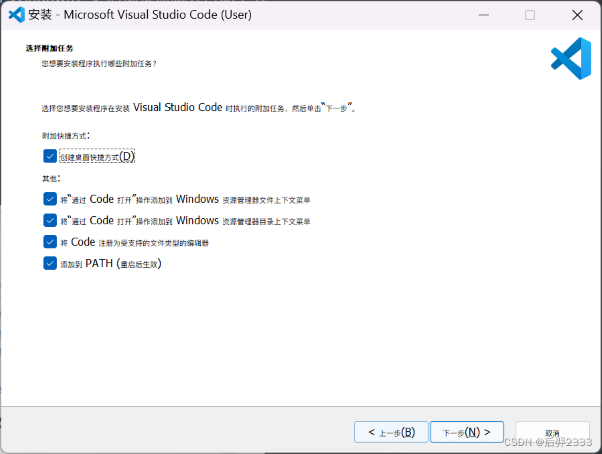 安装 - Microsoft Visual Studio Code (User)
选择附加任务
您想要安装程序执行哪些附加任务？
选择您想要安装程序在安装 Visual Studio Code 时执行的附加任务，然后单击“下一步”。
附加快捷方式：
创建桌面快捷方式(D)
其他：
将“通过 Code 打开”操作添加到 Windows 资源管理器文件上下文菜单
将“通过 Code 打开”操作添加到 Windows 资源管理器目录上下文菜单
将 Code 注册为受支持的文件类型的编辑器
添加到 PATH (重启后生效)
< 上一步(B) 下一步(N) > 取消
CSDN @后羿2333